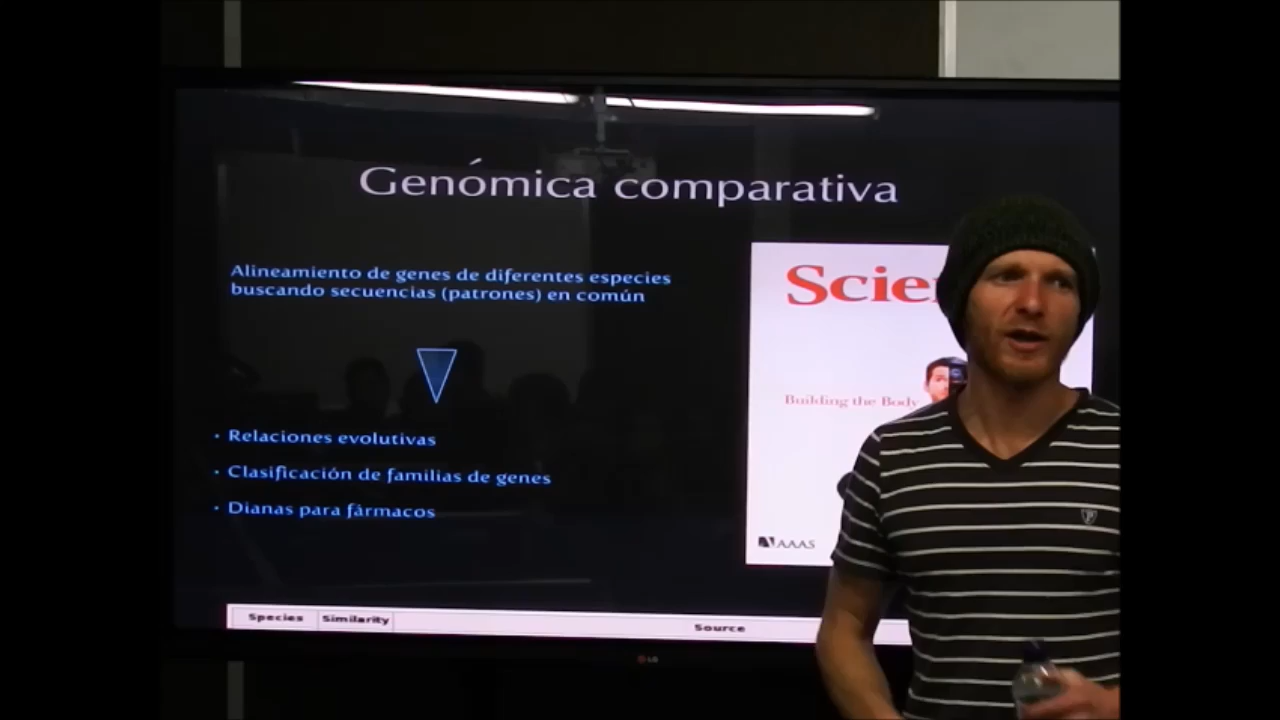 Genómica comparativa
Alineamiento de genes de diferentes especies
buscando secuencias (patrones) en común
• Relaciones evolutivas
• Clasificación de familias de genes
• Dianas para fármacos
Building the Body
AAAS
Species Similarity Source
LG